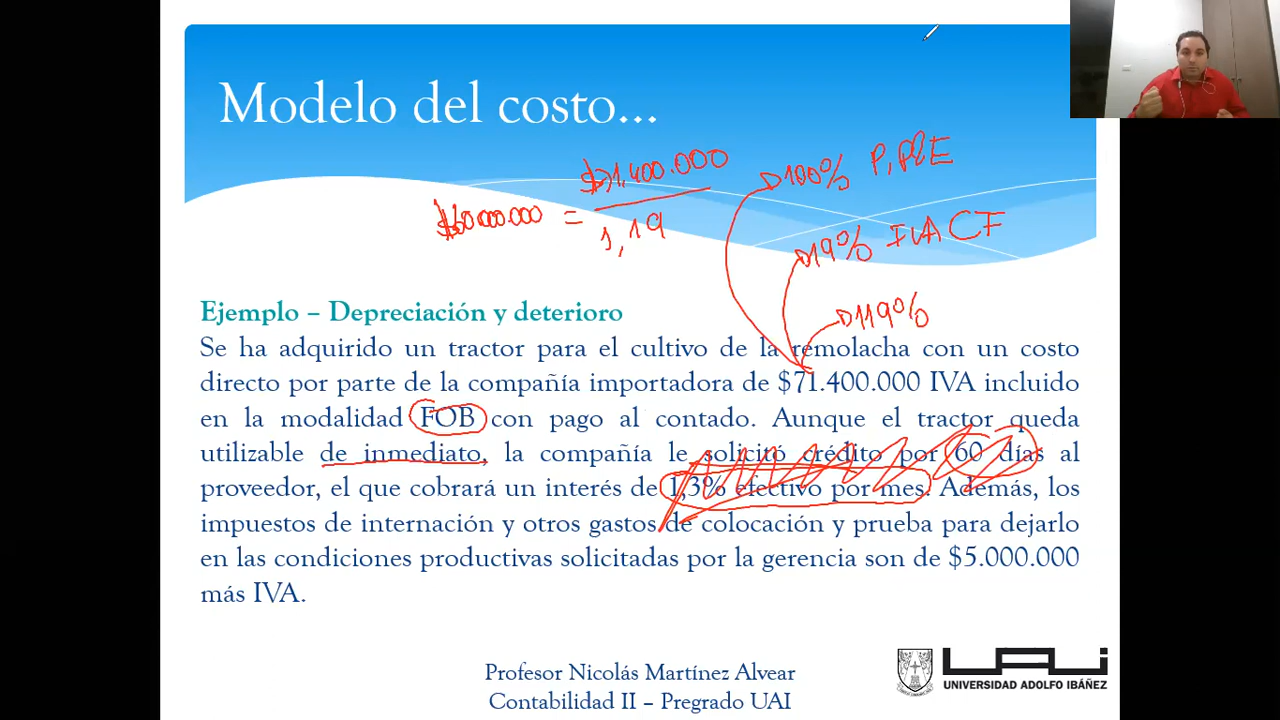 Modelo del costo...
$60.000.000 = $71.400.000
1,19
100% P,P&E
19% IVA CF
119%
Ejemplo – Depreciación y deterioro
Se ha adquirido un tractor para el cultivo de la remolacha con un costo
directo por parte de la compañía importadora de $71.400.000 IVA incluido
en la modalidad FOB con pago al contado. Aunque el tractor queda
utilizable de inmediato, la compañía le solicitó crédito por 60 días al
proveedor, el que cobrará un interés de 1,3% efectivo por mes. Además, los
impuestos de internación y otros gastos de colocación y prueba para dejarlo
en las condiciones productivas solicitadas por la gerencia son de $5.000.000
más IVA.
Profesor Nicolás Martínez Alvear
Contabilidad II – Pregrado UAI
UAI
UNIVERSIDAD ADOLFO IBÁÑEZ